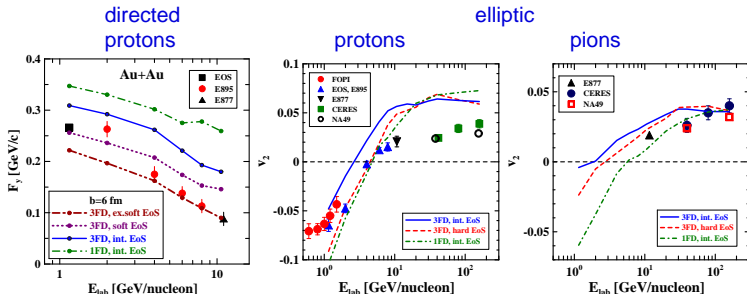 directed
elliptic
protons
protons
pions
Au+Au
EOS
E895
E877
b=6 fm
3FD, ex.soft EoS
3FD, soft EoS
3FD, int. EoS
1FD, int. EoS
F_y [GeV/c]
0.4
0.3
0.2
0.1
0
1
10
E_lab [GeV/nucleon]
FOPI
EOS, E895
E877
CERES
NA49
3FD, int. EoS
3FD, hard EoS
1FD, int. EoS
v_2
0.1
0.05
0
-0.05
-0.1
10^0
10^1
10^2
E_lab [GeV/nucleon]
E877
CERES
NA49
3FD, int. EoS
3FD, hard EoS
1FD, int. EoS
v_2
0.05
0
-0.05
10^0
10^1
10^2
E_lab [GeV/nucleon]